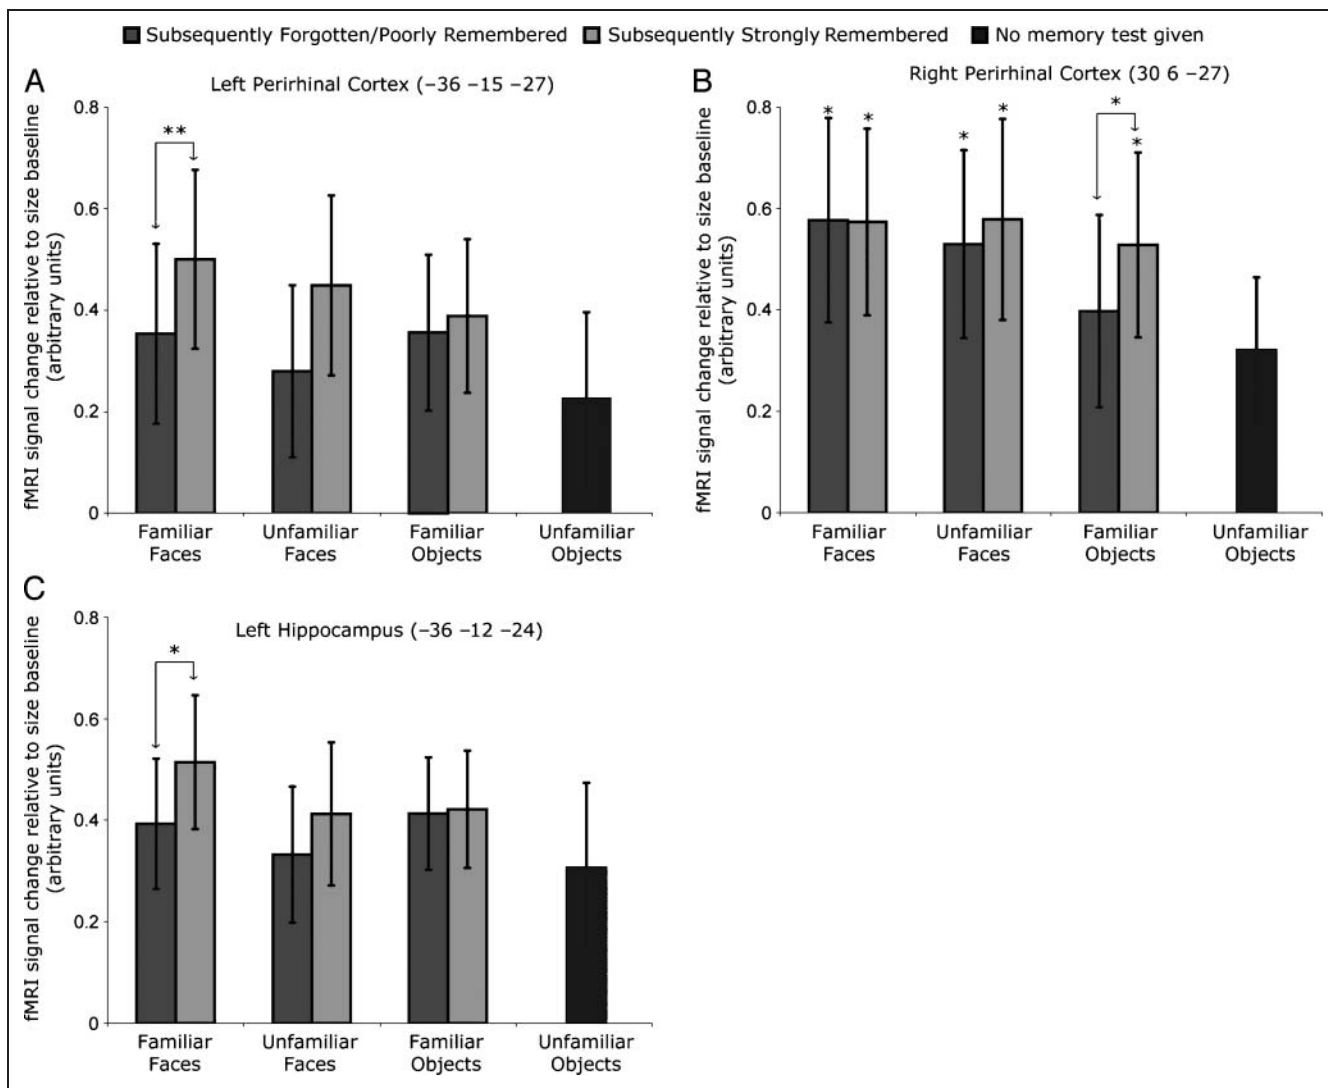 Subsequently Forgotten/Poorly Remembered Subsequently Strongly Remembered No memory test given
A
Left Perirhinal Cortex (−36 −15 −27)
fMRI signal change relative to size baseline
(arbitrary units)
0.8
0.6
0.4
0.2
0
**
Familiar
Faces
Unfamiliar
Faces
Familiar
Objects
Unfamiliar
Objects
B
Right Perirhinal Cortex (30 6 −27)
fMRI signal change relative to size baseline
(arbitrary units)
0.8
0.6
0.4
0.2
0
* * * * * *
Familiar
Faces
Unfamiliar
Faces
Familiar
Objects
Unfamiliar
Objects
C
Left Hippocampus (−36 −12 −24)
fMRI signal change relative to size baseline
(arbitrary units)
0.8
0.6
0.4
0.2
0
*
Familiar
Faces
Unfamiliar
Faces
Familiar
Objects
Unfamiliar
Objects